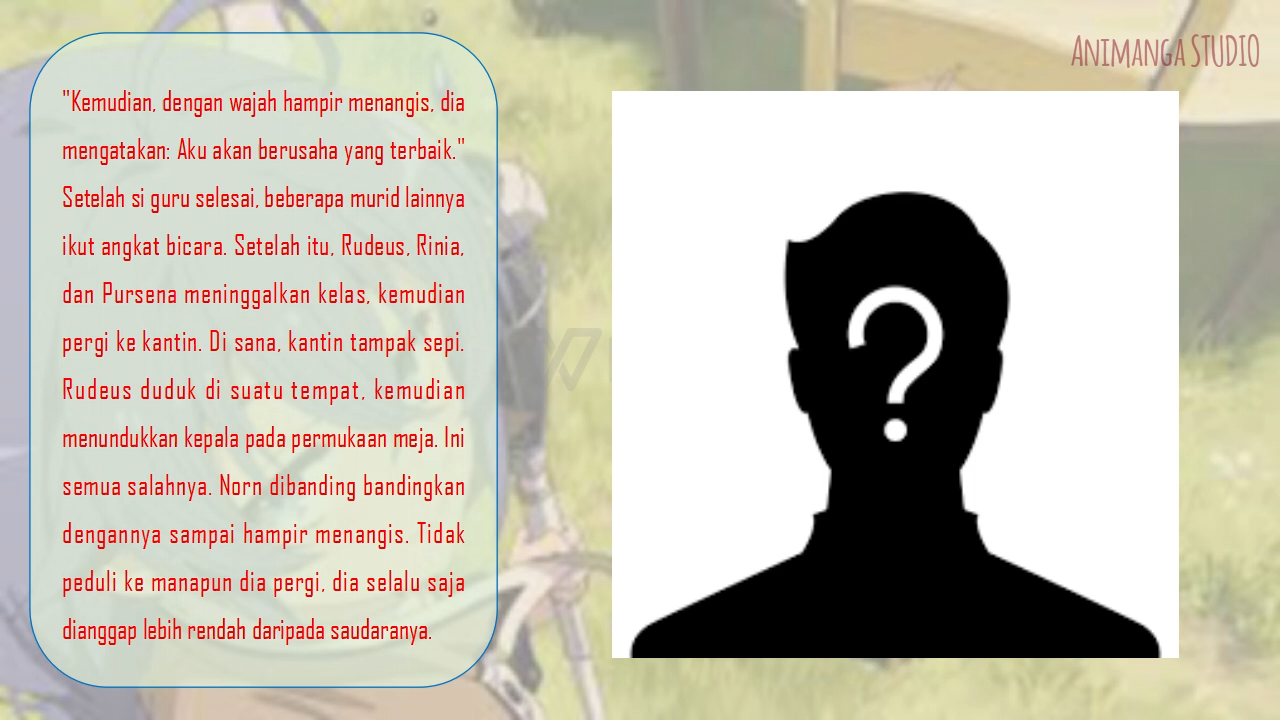 Animanga STUDIO
"Kemudian, dengan wajah hampir menangis, dia
mengatakan: Aku akan berusaha yang terbaik."
Setelah si guru selesai, beberapa murid lainnya
ikut angkat bicara. Setelah itu, Rudeus, Rinia,
dan Pursena meninggalkan kelas, kemudian
pergi ke kantin. Di sana, kantin tampak sepi.
Rudeus duduk di suatu tempat, kemudian
menundukkan kepala pada permukaan meja. Ini
semua salahnya. Norn dibanding bandingkan
dengannya sampai hampir menangis. Tidak
peduli ke manapun dia pergi, dia selalu saja
dianggap lebih rendah daripada saudaranya.
?